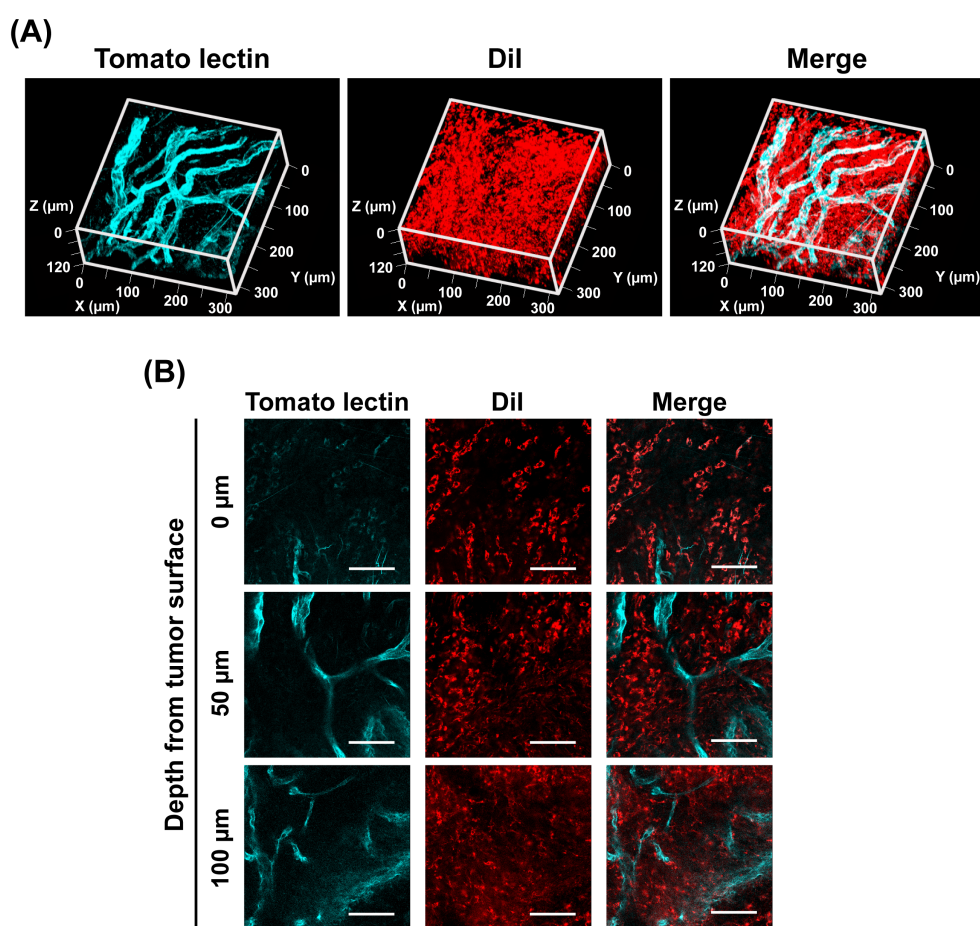 (A)
Tomato lectin
DiI
Merge
Z (µm)
0
120
0
100
200
300
X (µm)
0
100
200
300
Y (µm)
Z (µm)
0
120
0
100
200
300
X (µm)
0
100
200
300
Y (µm)
Z (µm)
0
120
0
100
200
300
X (µm)
0
100
200
300
Y (µm)
(B)
Tomato lectin
DiI
Merge
Depth from tumor surface
0 µm
50 µm
100 µm